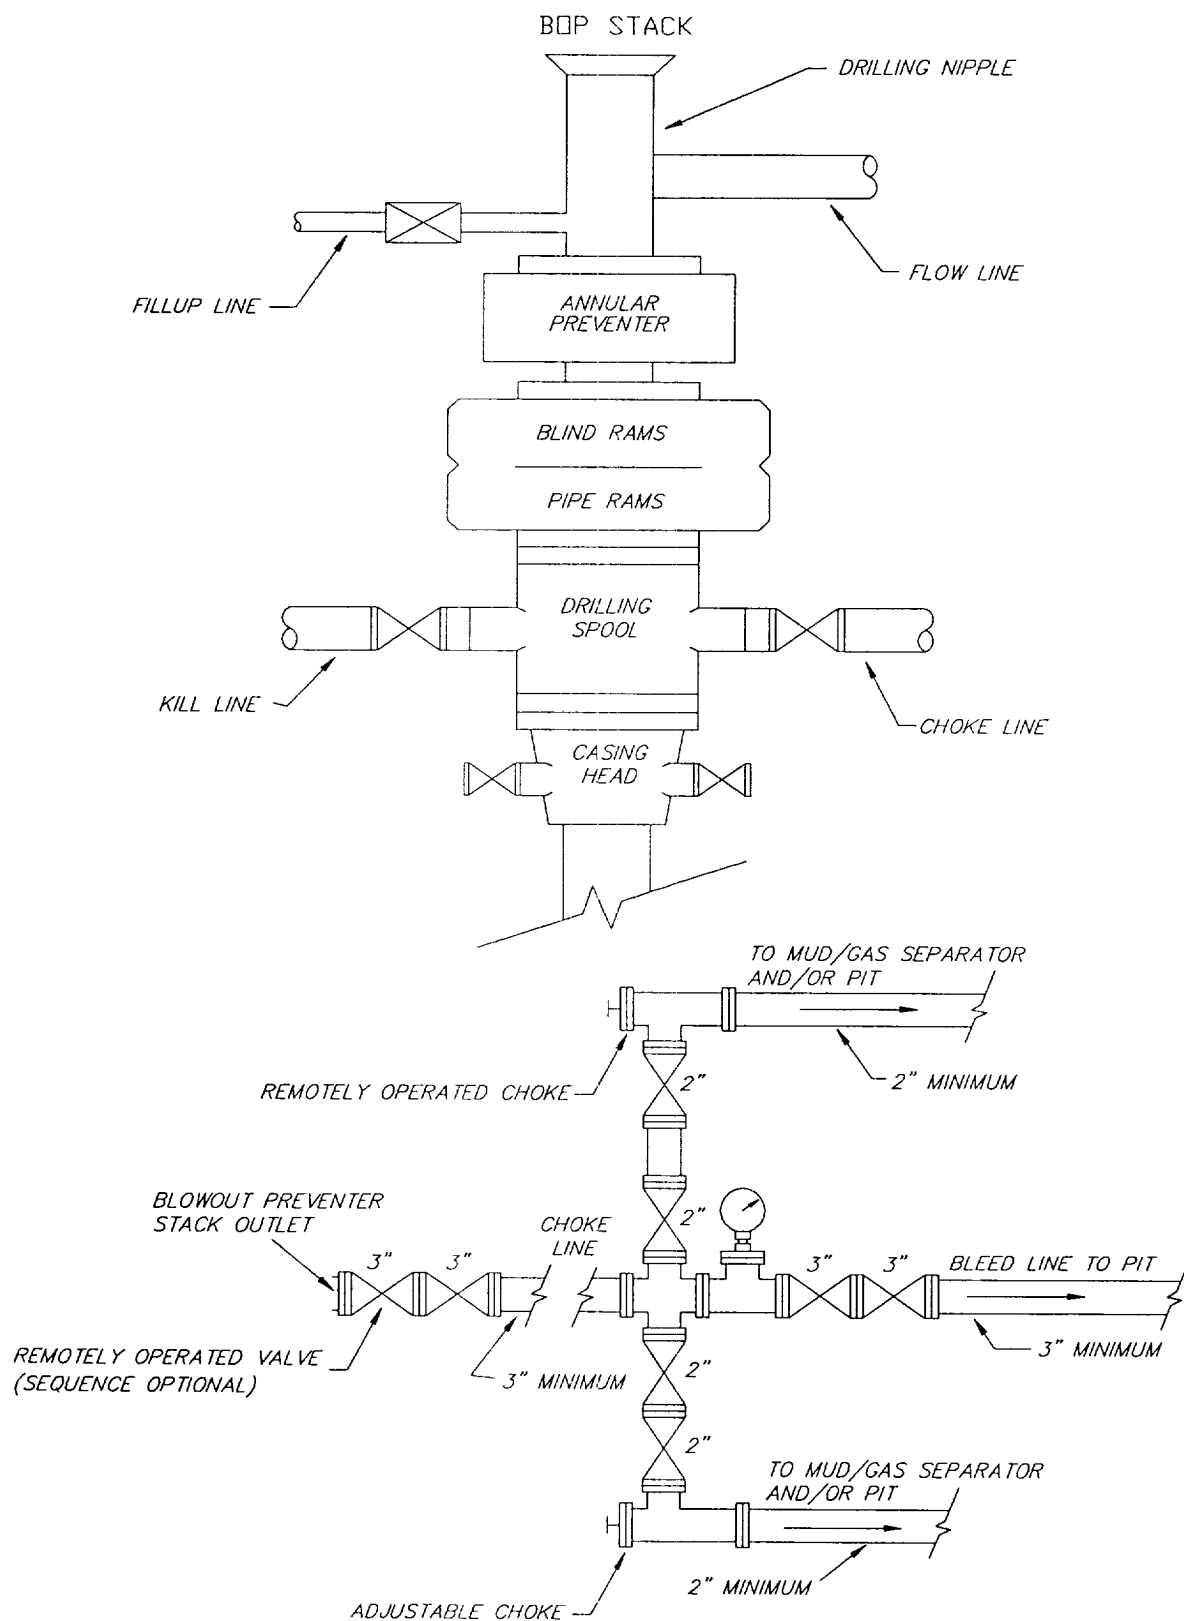 BOP STACK
DRILLING NIPPLE
FLOW LINE
FILLUP LINE
ANNULAR
PREVENTER
BLIND RAMS
PIPE RAMS
DRILLING
SPOOL
KILL LINE
CHOKE LINE
CASING
HEAD
TO MUD/GAS SEPARATOR
AND/OR PIT
2"
REMOTELY OPERATED CHOKE
2" MINIMUM
BLOWOUT PREVENTER
STACK OUTLET
2"
CHOKE
LINE
3"
3"
3"
3"
BLEED LINE TO PIT
REMOTELY OPERATED VALVE
(SEQUENCE OPTIONAL)
3" MINIMUM
2"
3" MINIMUM
2"
TO MUD/GAS SEPARATOR
AND/OR PIT
2" MINIMUM
ADJUSTABLE CHOKE